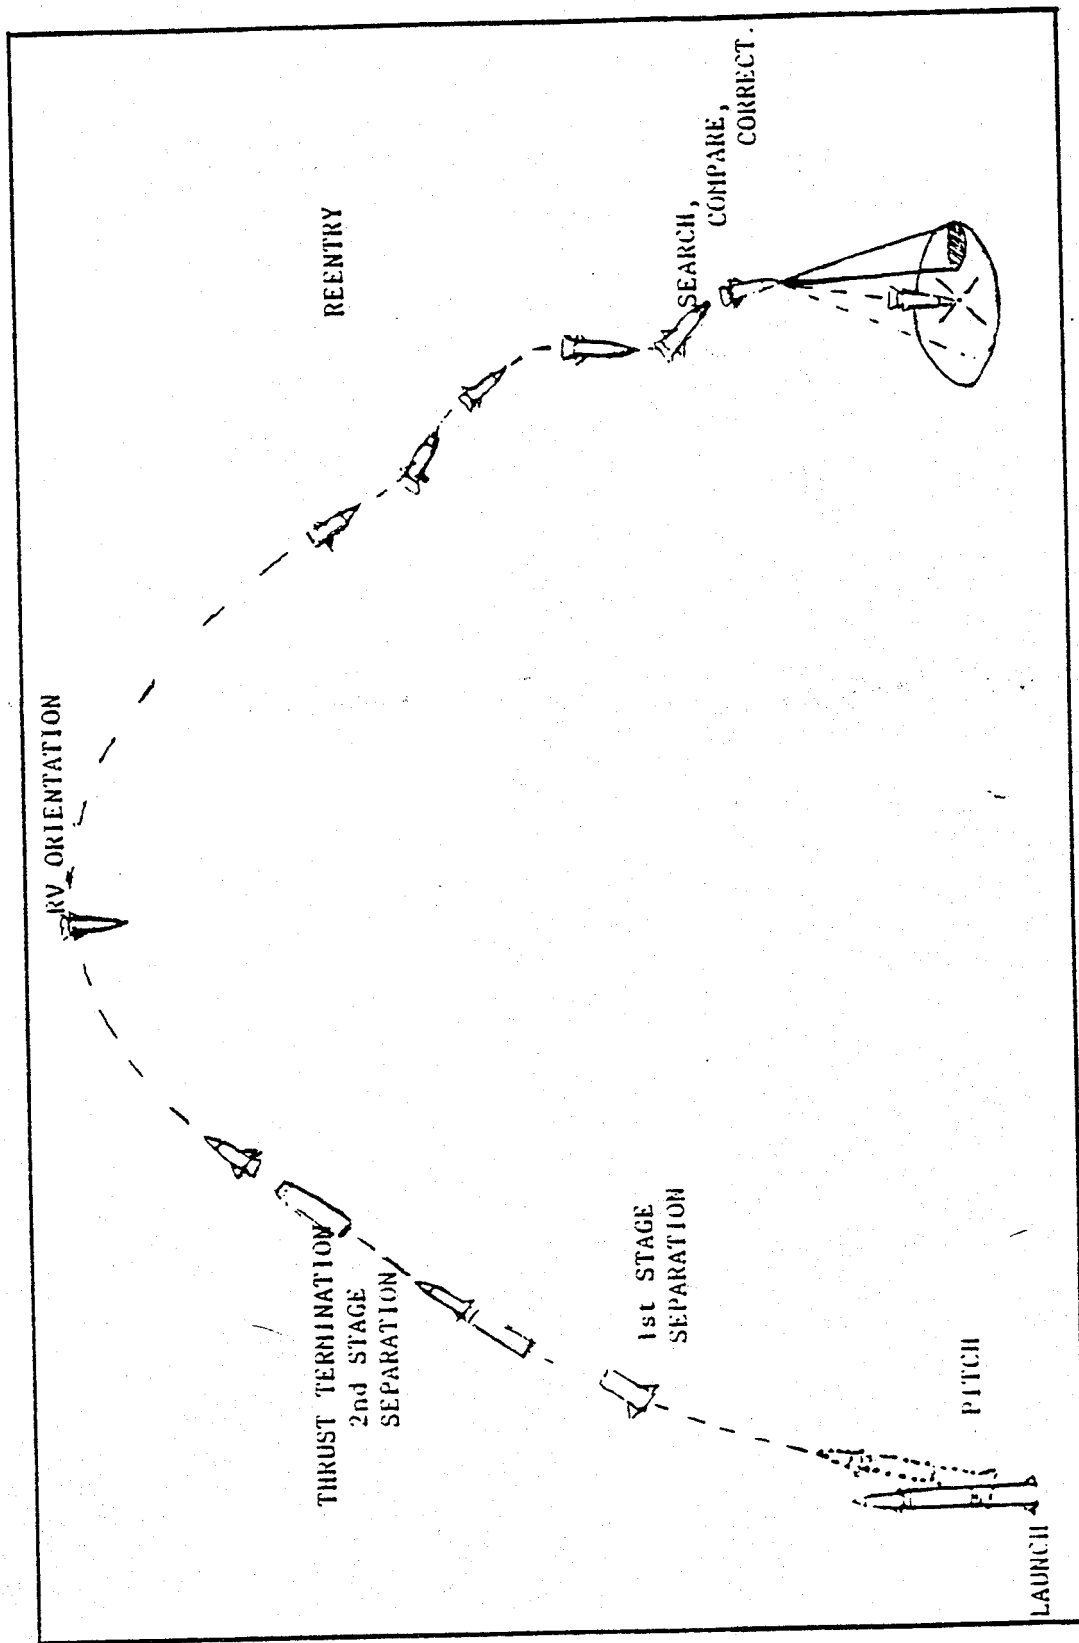 LAUNCH
PITCH
1st STAGE
SEPARATION
THRUST TERMINATION
2nd STAGE
SEPARATION
RV ORIENTATION
REENTRY
SEARCH,
COMPARE,
CORRECT.